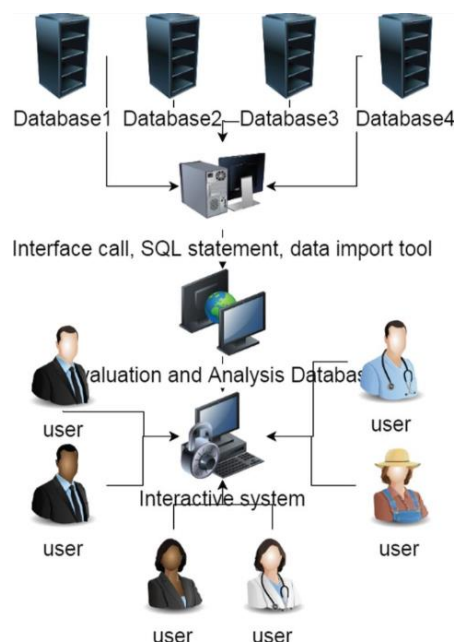 Database1 Database2 Database3 Database4
Interface call, SQL statement, data import tool
valuation and Analysis Databas
user
user
Interactive system
user
user
user
user